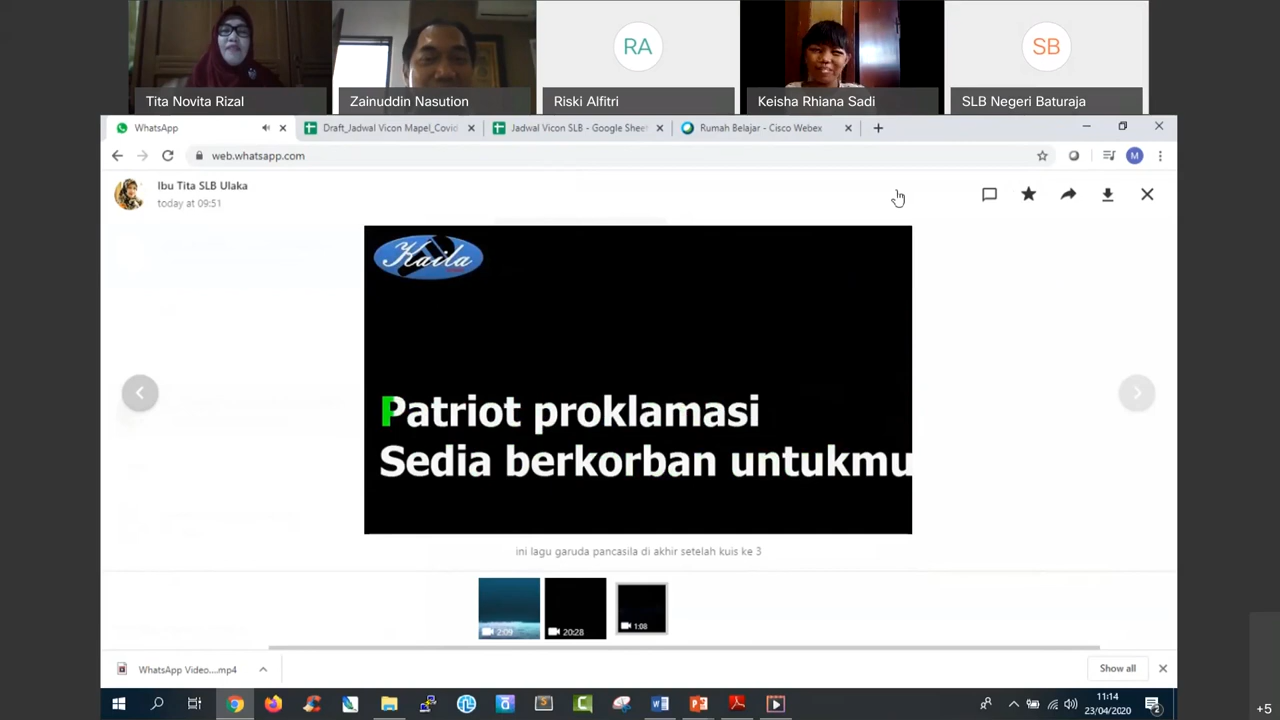 RA
SB
Tita Novita Rizal
Zainuddin Nasution
Riski Alfitri
Keisha Rhiana Sadi
SLB Negeri Baturaja
WhatsApp
Draft_Jadwal Vicon Mapel_Covid
Jadwal Vicon SLB - Google Sheet
Rumah Belajar - Cisco Webex
web.whatsapp.com
M
Ibu Tita SLB Ulaka
today at 09:51
Kaila
Patriot proklamasi
Sedia berkorban untukmu
ini lagu garuda pancasila di akhir setelah kuis ke 3
2:09
20:28
1:08
WhatsApp Video....mp4
Show all
11:14
23/04/2020
2
+5